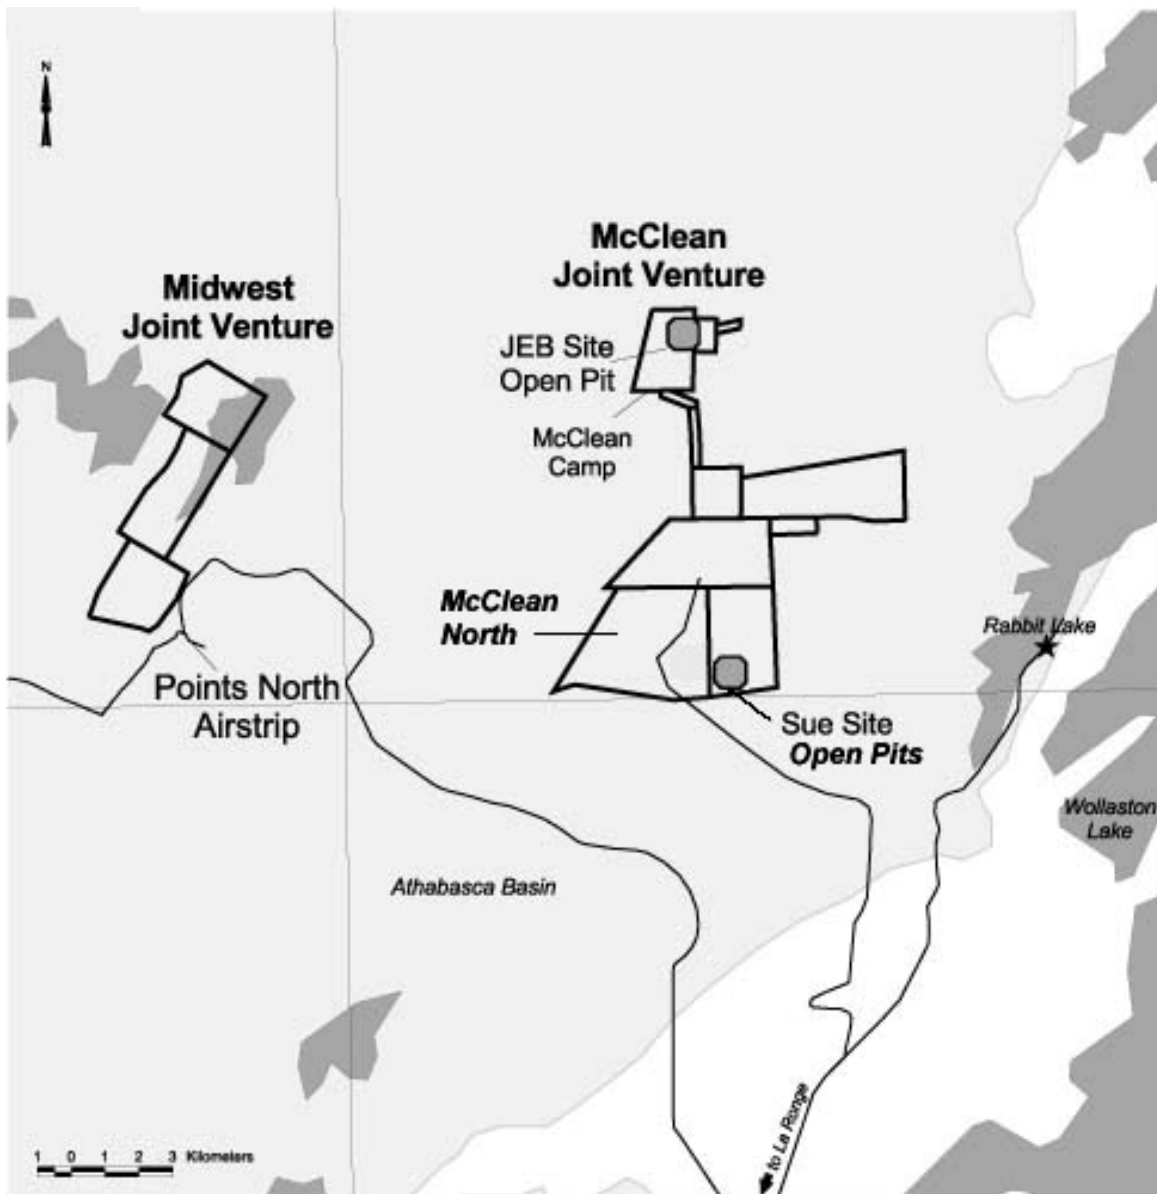 N
McClean
Joint Venture
Midwest
Joint Venture
JEB Site
Open Pit
McClean
Camp
McClean
North
Rabbit Lake
Points North
Airstrip
Sue Site
Open Pits
Wollaston
Lake
Athabasca Basin
to La Ronge
1 0 1 2 3 Kilometers